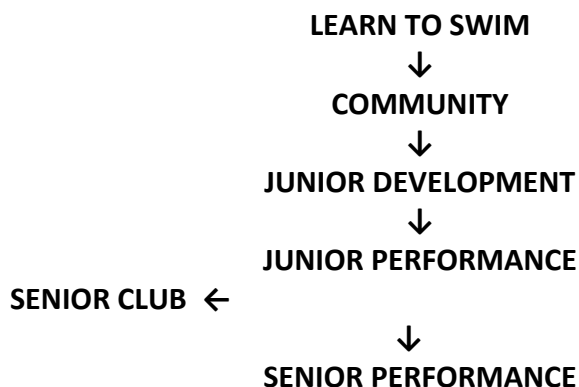 LEARN TO SWIM
↓
COMMUNITY
↓
JUNIOR DEVELOPMENT
↓
JUNIOR PERFORMANCE
SENIOR CLUB ←
↓
SENIOR PERFORMANCE